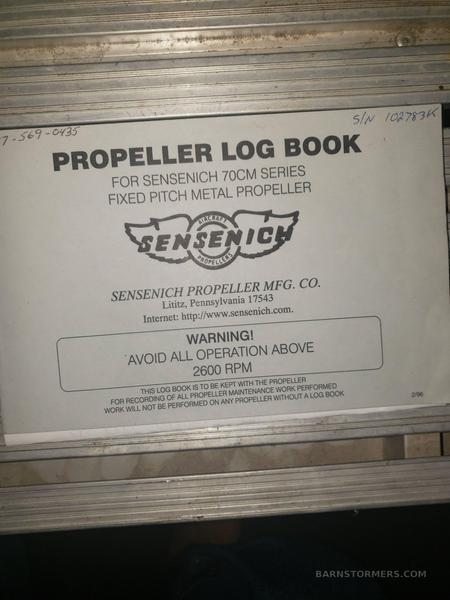 7-569-0435
S/N 102783K
PROPELLER LOG BOOK
FOR SENSENICH 70CM SERIES
FIXED PITCH METAL PROPELLER
AIRCRAFT
SENSENICH
PROPELLERS
SENSENICH PROPELLER MFG. CO.
Lititz, Pennsylvania 17543
Internet: http://www.sensenich.com.
WARNING!
AVOID ALL OPERATION ABOVE
2600 RPM
THIS LOG BOOK IS TO BE KEPT WITH THE PROPELLER
FOR RECORDING OF ALL PROPELLER MAINTENANCE WORK PERFORMED
WORK WILL NOT BE PERFORMED ON ANY PROPELLER WITHOUT A LOG BOOK
2/96
BARNSTORMERS.COM